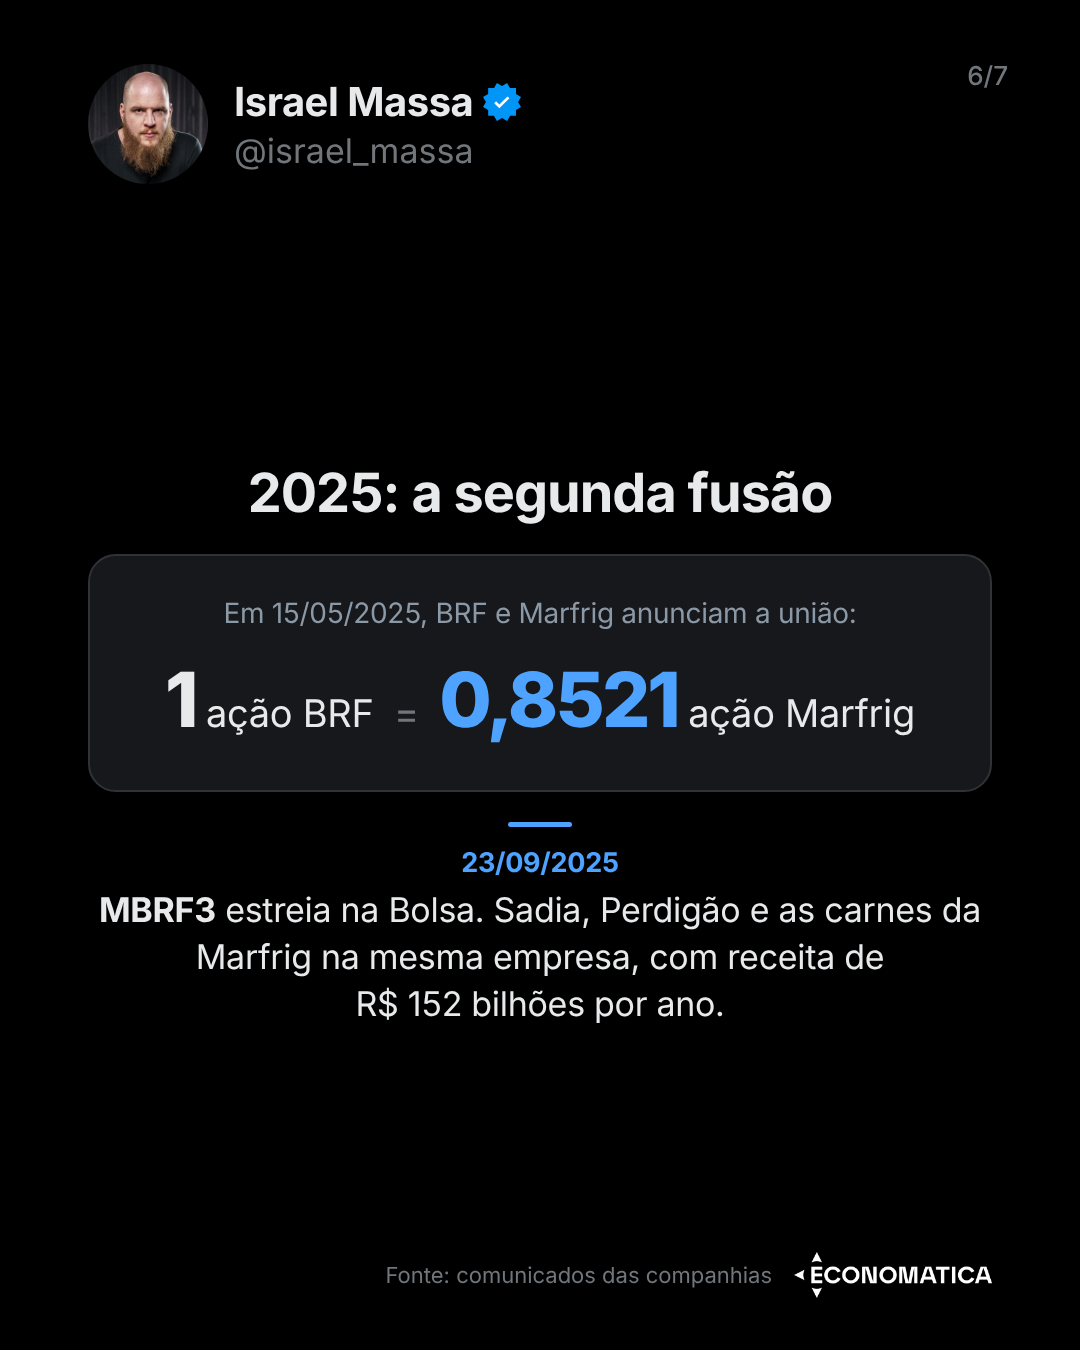 Israel Massa
@israel_massa
6/7
2025: a segunda fusão
Em 15/05/2025, BRF e Marfrig anunciam a união:
1 ação BRF = 0,8521 ação Marfrig
23/09/2025
MBRF3 estreia na Bolsa. Sadia, Perdigão e as carnes da
Marfrig na mesma empresa, com receita de
R$ 152 bilhões por ano.
Fonte: comunicados das companhias
ECONOMATICA